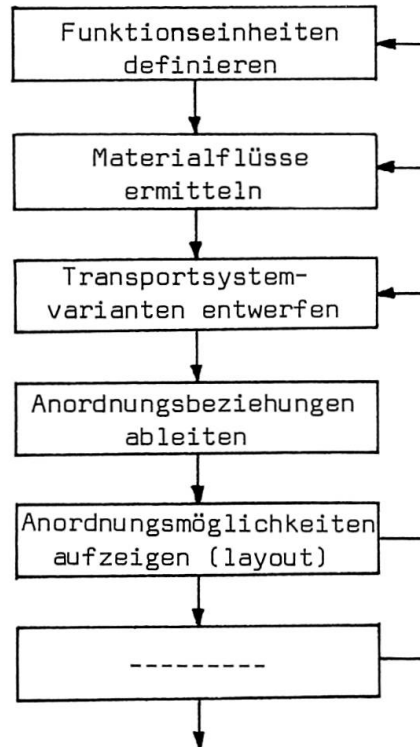 Funktionseinheiten
definieren
Materialflüsse
ermitteln
Transportsystem-
varianten entwerfen
Anordnungsbeziehungen
ableiten
Anordnungsmöglichkeiten
aufzeigen (layout)
---------